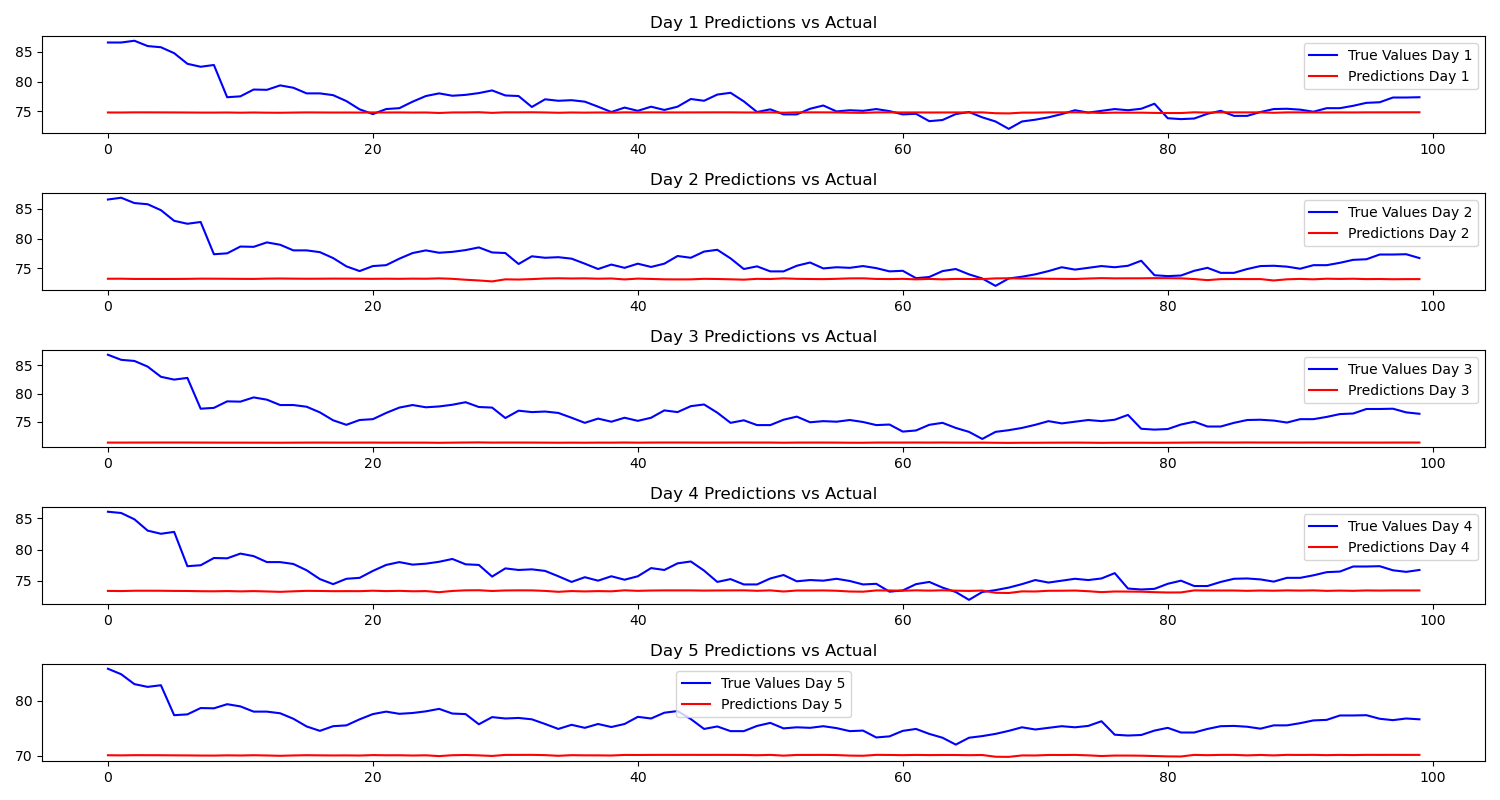 Day 1 Predictions vs Actual
85
80
75
True Values Day 1
Predictions Day 1
0 20 40 60 80 100
Day 2 Predictions vs Actual
85
80
75
True Values Day 2
Predictions Day 2
0 20 40 60 80 100
Day 3 Predictions vs Actual
85
80
75
True Values Day 3
Predictions Day 3
0 20 40 60 80 100
Day 4 Predictions vs Actual
85
80
75
True Values Day 4
Predictions Day 4
0 20 40 60 80 100
Day 5 Predictions vs Actual
80
70
True Values Day 5
Predictions Day 5
0 20 40 60 80 100